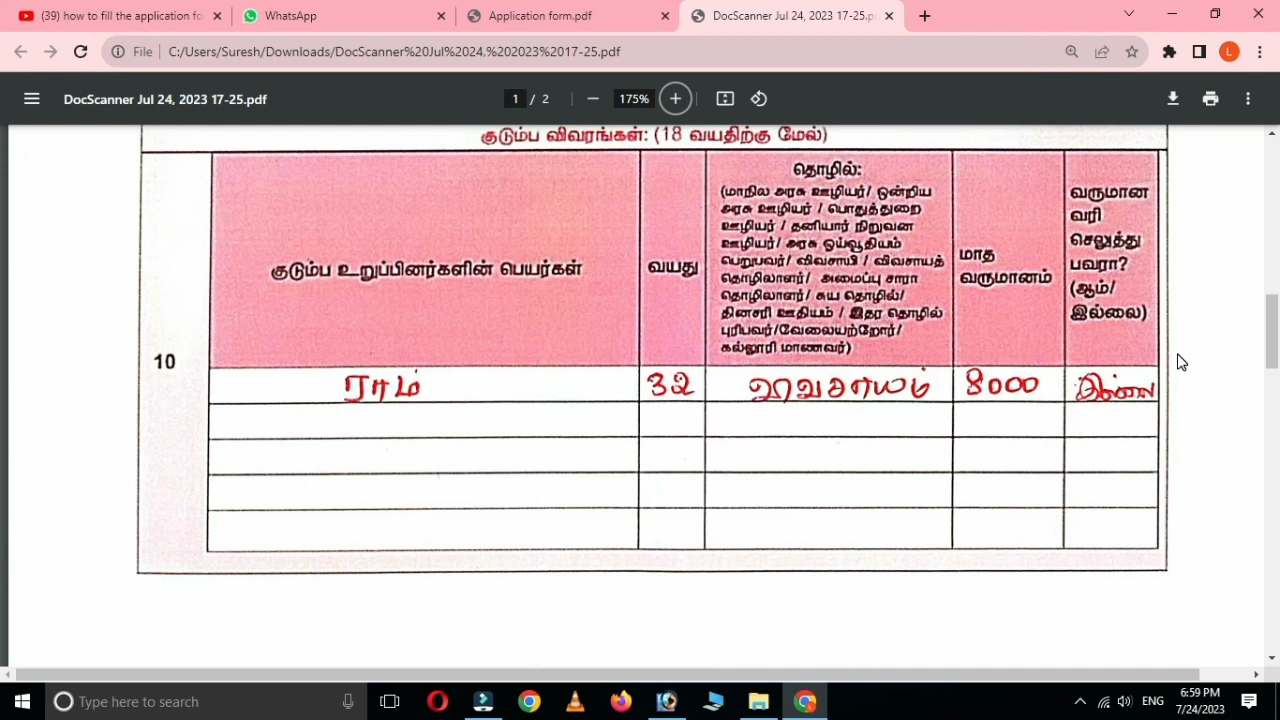 (39) how to fill the application fo
WhatsApp
Application form.pdf
DocScanner Jul 24, 2023 17-25.p
File
C:/Users/Suresh/Downloads/DocScanner%20Jul%2024,%202023%2017-25.pdf
L
DocScanner Jul 24, 2023 17-25.pdf
1 / 2
175%
குடும்ப விவரங்கள்: (18 வயதிற்கு மேல்)
10
குடும்ப உறுப்பினர்களின் பெயர்கள்
வயது
தொழில்:
(மாநில அரசு ஊழியர்/ ஒன்றிய
அரசு ஊழியர் / பொதுத்துறை
ஊழியர் / தனியார் நிறுவன
ஊழியர்/ அரசு ஓய்வூதியம்
பெறுபவர்/ விவசாயி / விவசாயத்
தொழிலாளர்/ அமைப்பு சாரா
தொழிலாளர்/ சுய தொழில்/
தினசரி ஊதியம் / இதர தொழில்
புரிபவர்/வேலையற்றோர்/
கல்லூரி மாணவர்)
மாத
வருமானம்
வருமான
வரி
செலுத்து
பவரா?
(ஆம்/
இல்லை)
ராம்
32
விவசாயம்
8000
இல்லை
Type here to search
ENG
6:59 PM
7/24/2023